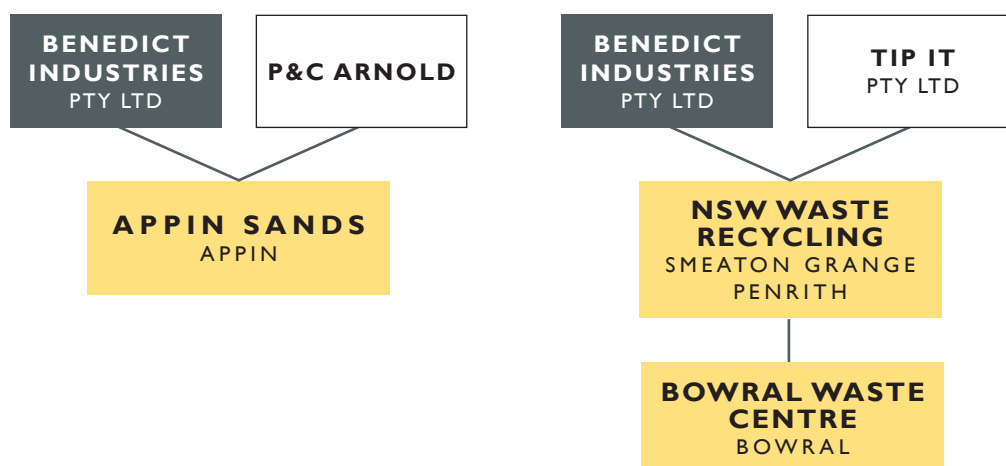 BENEDICT
INDUSTRIES
PTY LTD
P&C ARNOLD
APPIN SANDS
APPIN
BENEDICT
INDUSTRIES
PTY LTD
TIP IT
PTY LTD
NSW WASTE
RECYCLING
SMEATON GRANGE
PENRITH
BOWRAL WASTE
CENTRE
BOWRAL